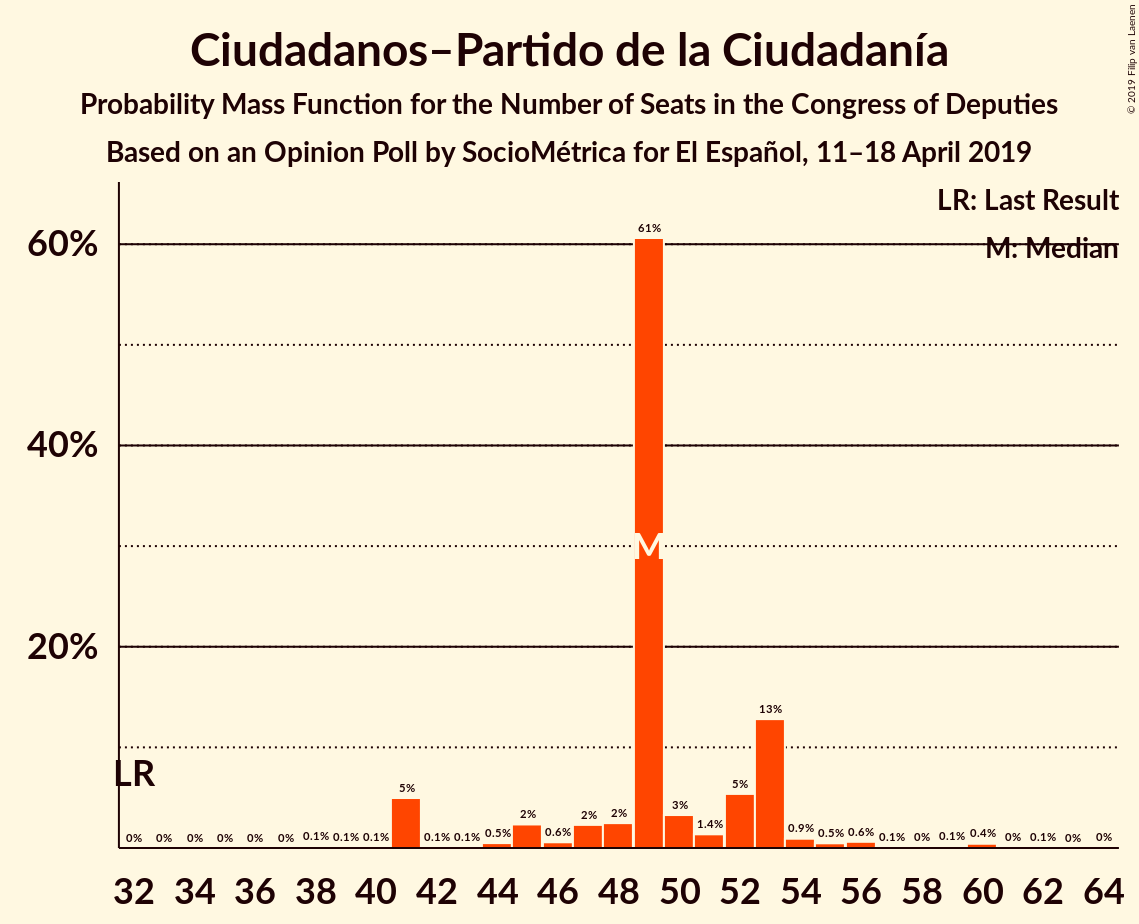 Ciudadanos–Partido de la Ciudadanía
Probability Mass Function for the Number of Seats in the Congress of Deputies
Based on an Opinion Poll by SocioMétrica for El Español, 11–18 April 2019
© 2019 Filip van Laenen
LR: Last Result
M: Median
60%
40%
20%
LR
M
0% 0% 0% 0% 0% 0% 0.1% 0.1% 0.1% 5% 0.1% 0.1% 0.5% 2% 0.6% 2% 2% 61% 3% 1.4% 5% 13% 0.9% 0.5% 0.6% 0.1% 0% 0.1% 0.4% 0% 0.1% 0% 0%
32 34 36 38 40 42 44 46 48 50 52 54 56 58 60 62 64